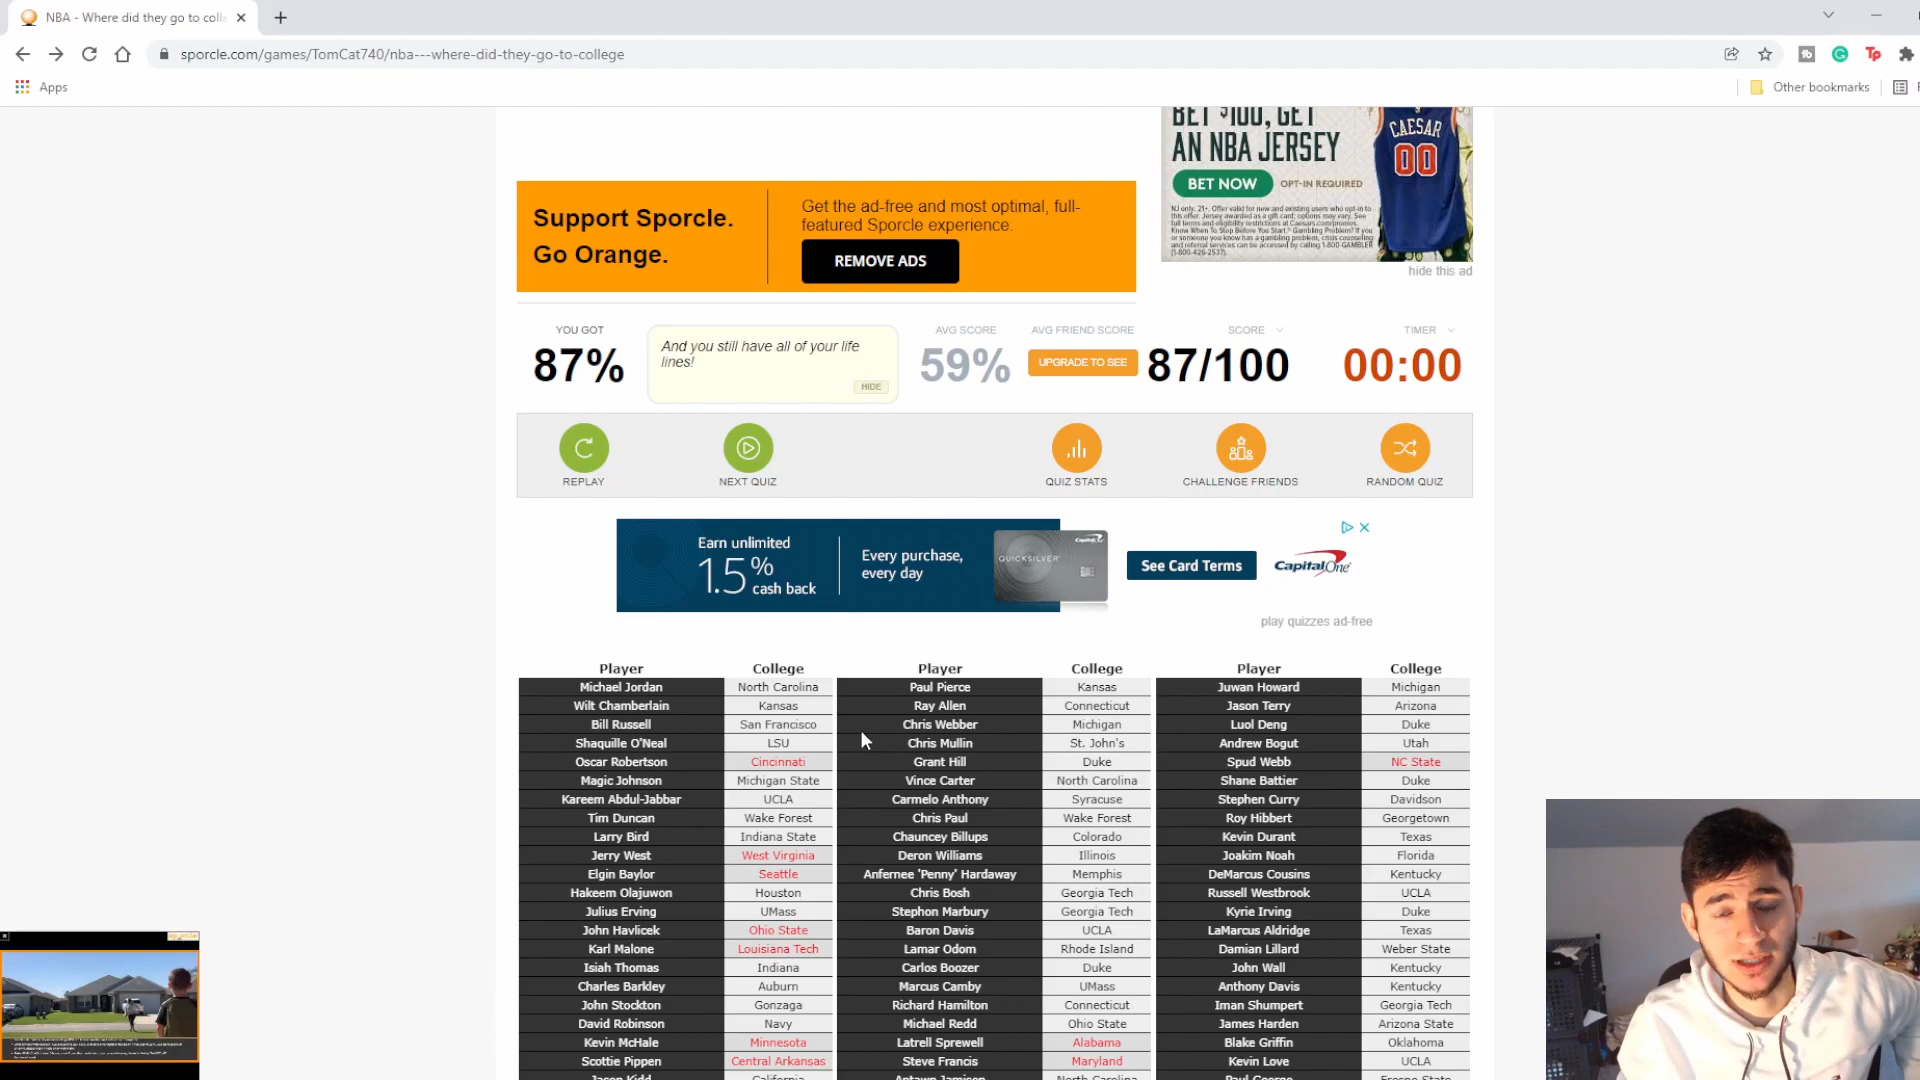 NBA - Where did they go to coll
sporcle.com/games/TomCat740/nba---where-did-they-go-to-college
Apps
Other bookmarks
BET $100, GET
AN NBA JERSEY
BET NOW
OPT-IN REQUIRED
CAESAR
00
hide this ad
Support Sporcle.
Go Orange.
Get the ad-free and most optimal, full-
featured Sporcle experience.
REMOVE ADS
YOU GOT
87%
And you still have all of your life
lines!
HIDE
AVG SCORE
59%
AVG FRIEND SCORE
UPGRADE TO SEE
SCORE
87/100
TIMER
00:00
REPLAY
NEXT QUIZ
QUIZ STATS
CHALLENGE FRIENDS
RANDOM QUIZ
Earn unlimited
1.5%
cash back
Every purchase,
every day
QUICKSILVER
See Card Terms
Capital One
play quizzes ad-free
Player College Player College Player College
Michael Jordan North Carolina Paul Pierce Kansas Juwan Howard Michigan
Wilt Chamberlain Kansas Ray Allen Connecticut Jason Terry Arizona
Bill Russell San Francisco Chris Webber Michigan Luol Deng Duke
Shaquille O'Neal LSU Chris Mullin St. John's Andrew Bogut Utah
Oscar Robertson Cincinnati Grant Hill Duke Spud Webb NC State
Magic Johnson Michigan State Vince Carter North Carolina Shane Battier Duke
Kareem Abdul-Jabbar UCLA Carmelo Anthony Syracuse Stephen Curry Davidson
Tim Duncan Wake Forest Chris Paul Wake Forest Roy Hibbert Georgetown
Larry Bird Indiana State Chauncey Billups Colorado Kevin Durant Texas
Jerry West West Virginia Deron Williams Illinois Joakim Noah Florida
Elgin Baylor Seattle Anfernee 'Penny' Hardaway Memphis DeMarcus Cousins Kentucky
Hakeem Olajuwon Houston Chris Bosh Georgia Tech Russell Westbrook UCLA
Julius Erving UMass Stephon Marbury Georgia Tech Kyrie Irving Duke
John Havlicek Ohio State Baron Davis UCLA LaMarcus Aldridge Texas
Karl Malone Louisiana Tech Lamar Odom Rhode Island Damian Lillard Weber State
Isiah Thomas Indiana Carlos Boozer Duke John Wall Kentucky
Charles Barkley Auburn Marcus Camby UMass Anthony Davis Kentucky
John Stockton Gonzaga Richard Hamilton Connecticut Iman Shumpert Georgia Tech
David Robinson Navy Michael Redd Ohio State James Harden Arizona State
Kevin McHale Minnesota Latrell Sprewell Alabama Blake Griffin Oklahoma
Scottie Pippen Central Arkansas Steve Francis Maryland Kevin Love UCLA
Jason Kidd California Antawn Jamison North Carolina Paul George Fresno State